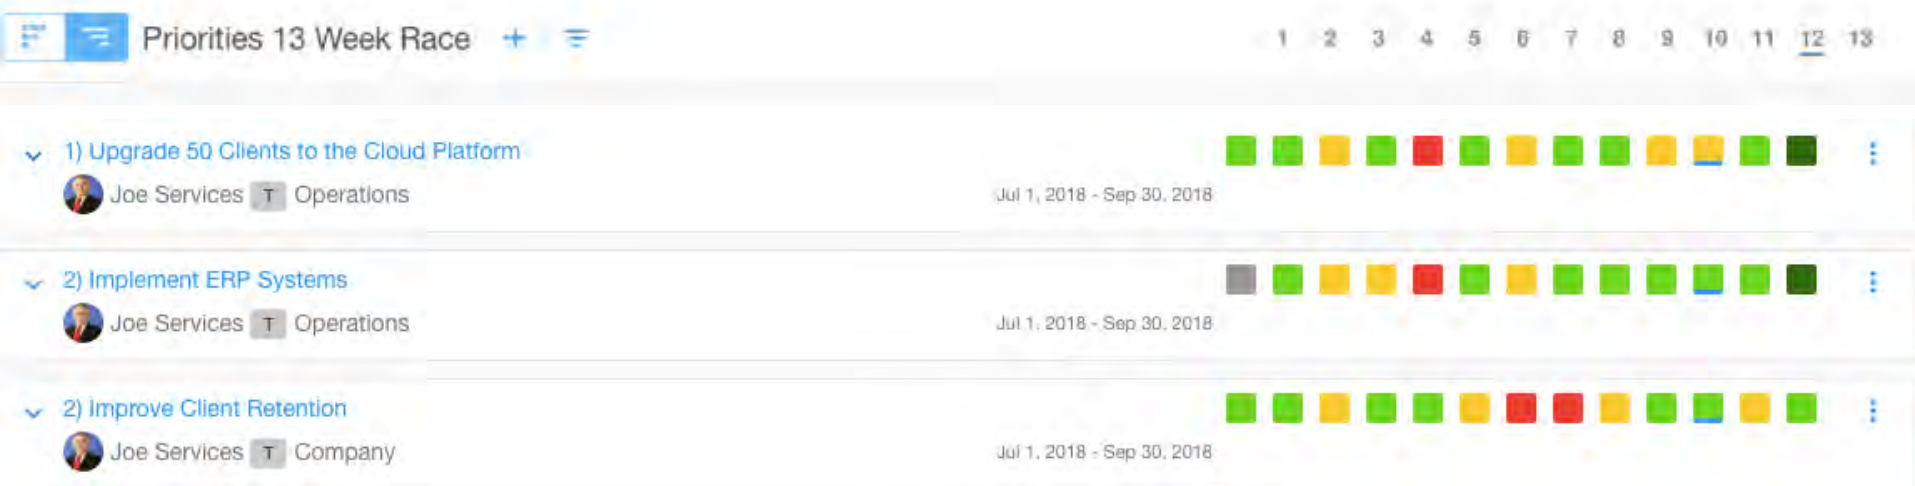 Priorities 13 Week Race + 1 2 3 4 5 6 7 8 9 10 11 12 13
1) Upgrade 50 Clients to the Cloud Platform
Joe Services T Operations Jul 1, 2018 - Sep 30, 2018
2) Implement ERP Systems
Joe Services T Operations Jul 1, 2018 - Sep 30, 2018
2) Improve Client Retention
Joe Services T Company Jul 1, 2018 - Sep 30, 2018